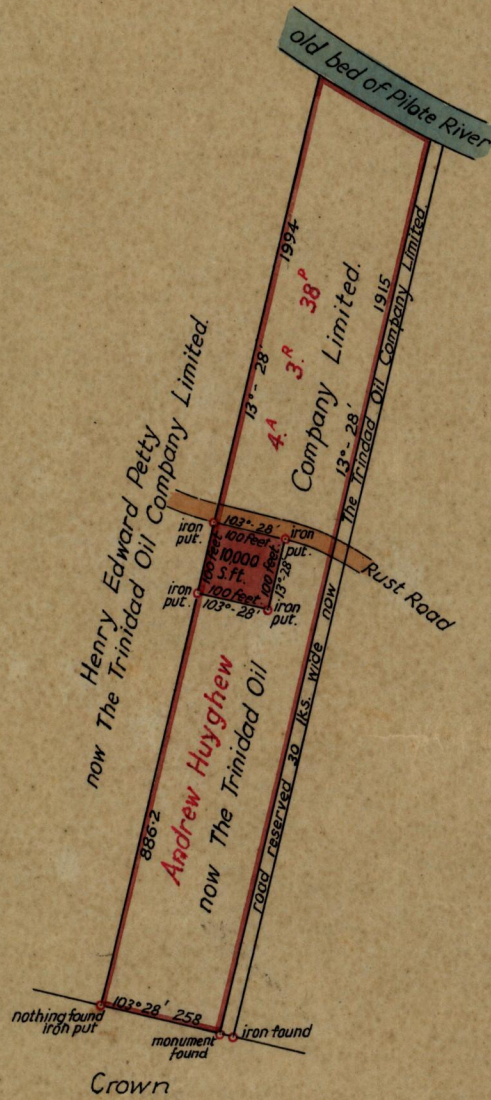 old bed of Pilote River
1994
13°- 28'
4.A 3.R 38P
Company Limited.
1915
13°- 28'
Henry Edward Petty
now The Trinidad Oil Company Limited.
road reserved 30 lks. wide now The Trinidad Oil Company Limited.
iron put.
103°- 28'
100 feet
iron put.
100 feet
10,000
S.ft.
100 feet
13°-28'
iron put.
100 feet
103°- 28'
iron put.
Rust Road
Andrew Huyghew
now The Trinidad Oil
886·2
103° 28' 258
nothing found
iron put
monument
found
iron found
Crown